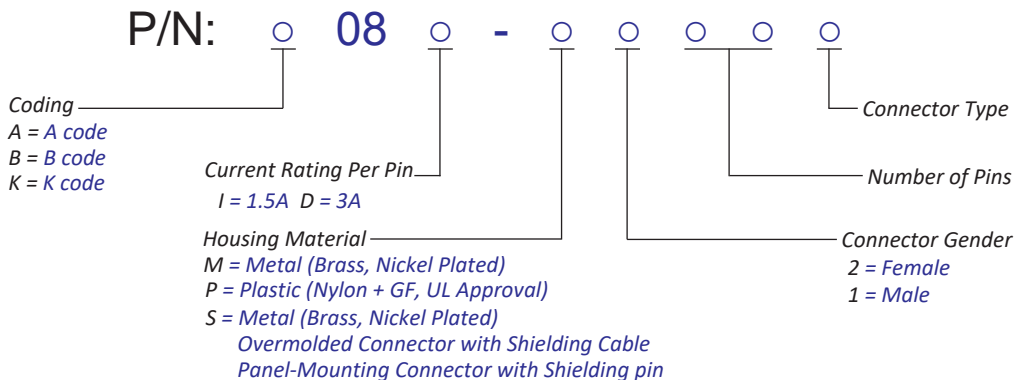 P/N: ○ 08 ○ - ○ ○ ○ ○ ○
Coding
A = A code
B = B code
K = K code
Current Rating Per Pin
I = 1.5A D = 3A
Housing Material
M = Metal (Brass, Nickel Plated)
P = Plastic (Nylon + GF, UL Approval)
S = Metal (Brass, Nickel Plated)
Overmolded Connector with Shielding Cable
Panel-Mounting Connector with Shielding pin
Connector Type
Number of Pins
Connector Gender
2 = Female
1 = Male